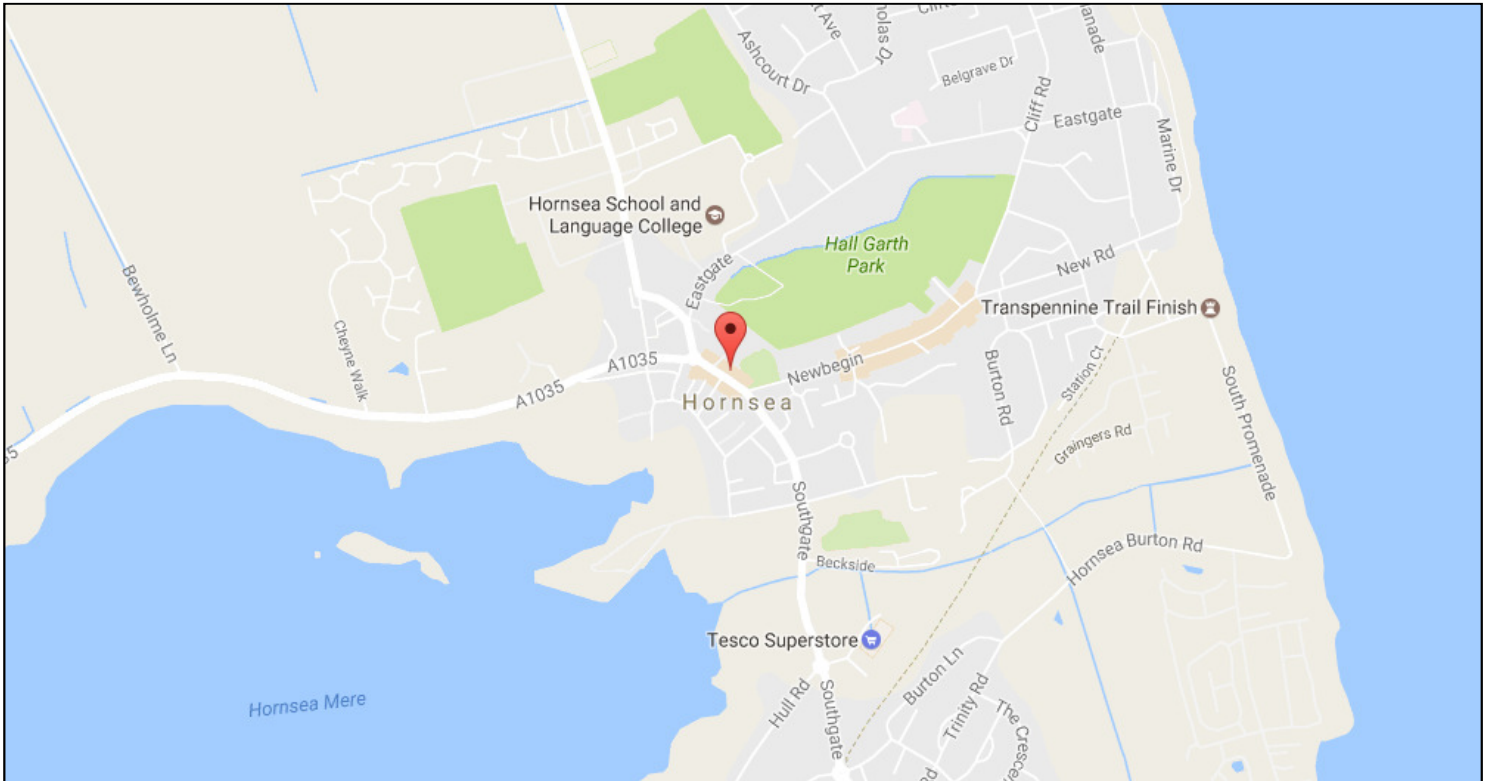 Ashcourt Dr
Belgrave Dr
Cliff Rd
Eastgate
Marine Dr
Hornsea School and
Language College
Hall Garth
Park
Eastgate
New Rd
Transpennine Trail Finish
Bewholme Ln
Cheyne Walk
A1035
A1035
Newbegin
Hornsea
Burton Rd
Station Ct
Graingers Rd
South Promenade
Southgate
Beckside
Hornsea Burton Rd
Tesco Superstore
Hornsea Mere
Hull Rd
Southgate
Burton Ln
Trinity Rd